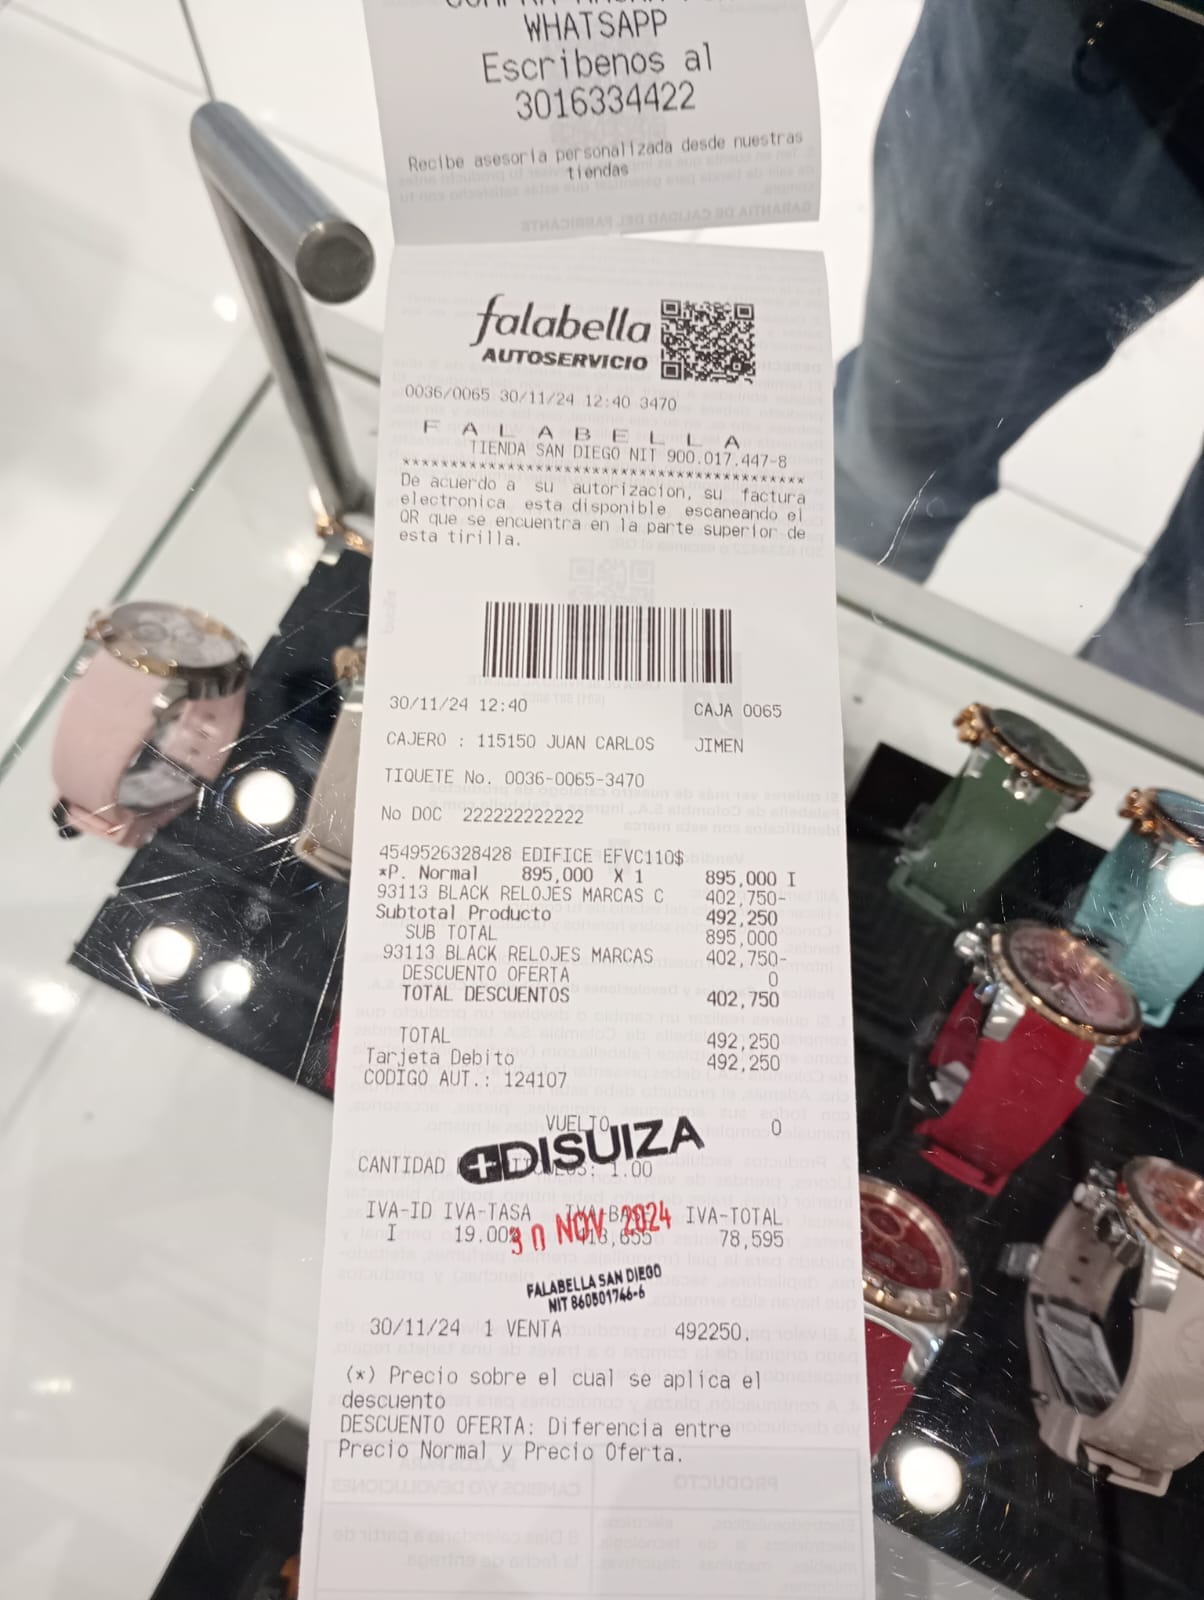 WHATSAPP
Escribenos al
3016334422
Recibe asesoria personalizada desde nuestras
tiendas
falabella
AUTOSERVICIO
0036/0065 30/11/24 12:40 3470
F A L A B E L L A
TIENDA SAN DIEGO NIT 900.017.447-8
******************************************
De acuerdo a su autorizacion, su factura
electronica esta disponible escaneando el
QR que se encuentra en la parte superior de
esta tirilla.
30/11/24 12:40 CAJA 0065
CAJERO : 115150 JUAN CARLOS JIMEN
TIQUETE No. 0036-0065-3470
No DOC 222222222222
4549526328428 EDIFICE EFVC110$
*P. Normal 895,000 X 1 895,000 I
93113 BLACK RELOJES MARCAS C 402,750-
Subtotal Producto 492,250
SUB TOTAL 895,000
93113 BLACK RELOJES MARCAS 402,750-
DESCUENTO OFERTA 0
TOTAL DESCUENTOS 402,750
TOTAL 492,250
Tarjeta Debito 492,250
CODIGO AUT.: 124107
VUELTO 0
DISUIZA
CANTIDAD 1.00
IVA-ID IVA-TASA IVA-BASE IVA-TOTAL
I 19.00% 78,595
30 NOV. 2024
FALABELLA SAN DIEGO
NIT 860501746-6
30/11/24 1 VENTA 492250.
(*) Precio sobre el cual se aplica el
descuento
DESCUENTO OFERTA: Diferencia entre
Precio Normal y Precio Oferta.